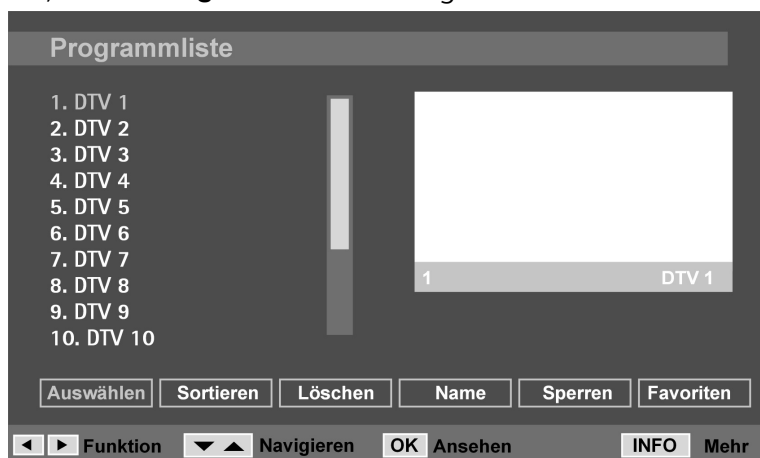 Programmliste
1. DTV 1
2. DTV 2
3. DTV 3
4. DTV 4
5. DTV 5
6. DTV 6
7. DTV 7
8. DTV 8
9. DTV 9
10. DTV 10
1 DTV 1
Auswählen Sortieren Löschen Name Sperren Favoriten
Funktion Navigieren OK Ansehen INFO Mehr